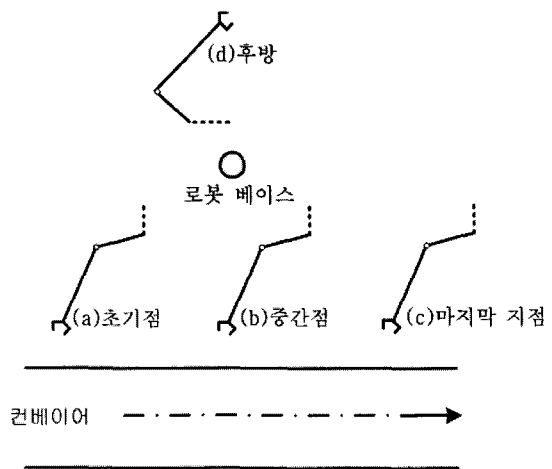 (d)후방
로봇 베이스
(a)초기점
(b)중간점
(c)마지막 지점
컨베이어